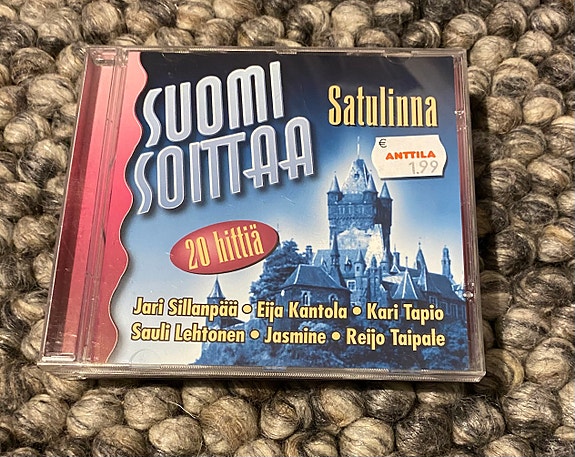 SUOMI
SOITTAA
Satulinna
€
ANTTILA
1.99
20 hittiä
Jari Sillanpää • Eija Kantola • Kari Tapio
Sauli Lehtonen • Jasmine • Reijo Taipale